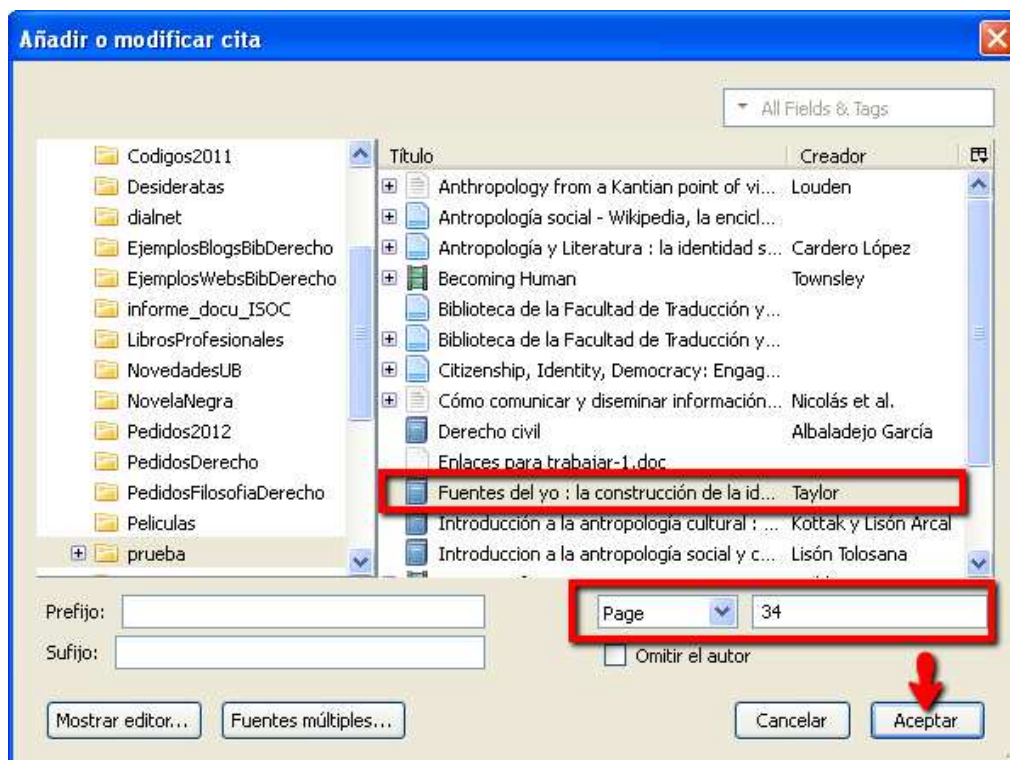 Añadir o modificar cita
All Fields & Tags
Título Creador
Codigos2011
Desideratas
dialnet
EjemplosBlogsBibDerecho
EjemplosWebsBibDerecho
informe_docu_ISOC
LibrosProfesionales
NovedadesUB
NovelaNegra
Pedidos2012
PedidosDerecho
PedidosFilosofiaDerecho
Peliculas
prueba
Anthropology from a Kantian point of vi... Louden
Antropología social - Wikipedia, la encicl...
Antropología y Literatura : la identidad s... Cardero López
Becoming Human Townsley
Biblioteca de la Facultad de Traducción y...
Biblioteca de la Facultad de Traducción y...
Citizenship, Identity, Democracy: Engag...
Cómo comunicar y diseminar información... Nicolás et al.
Derecho civil Albaladejo García
Enlaces para trabajar-1.doc
Fuentes del yo : la construcción de la id... Taylor
Introducción a la antropología cultural : ... Kottak y Lisón Arcal
Introduccion a la antropología social y c... Lisón Tolosana
Prefijo:
Page 34
Sufijo:
Omitir el autor
Mostrar editor... Fuentes múltiples... Cancelar Aceptar